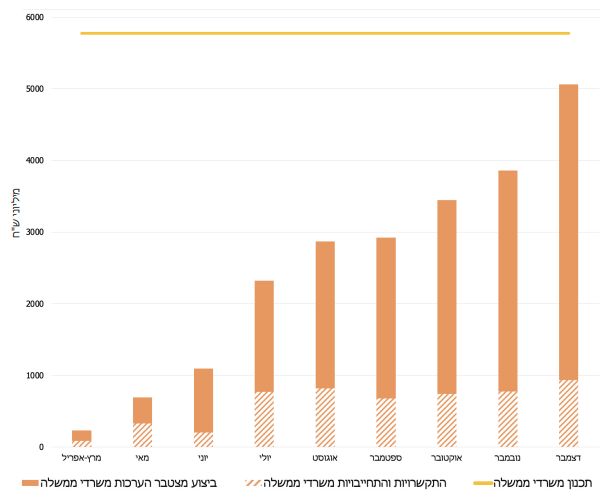 6000
5000
4000
3000
2000
1000
0
מיליוני ש"ח
מרץ-אפריל
מאי
יוני
יולי
אוגוסט
ספטמבר
אוקטובר
נובמבר
דצמבר
תכנון משרדי ממשלה
התקשרויות והתחייבויות משרדי ממשלה
ביצוע מצטבר הערכות משרדי ממשלה